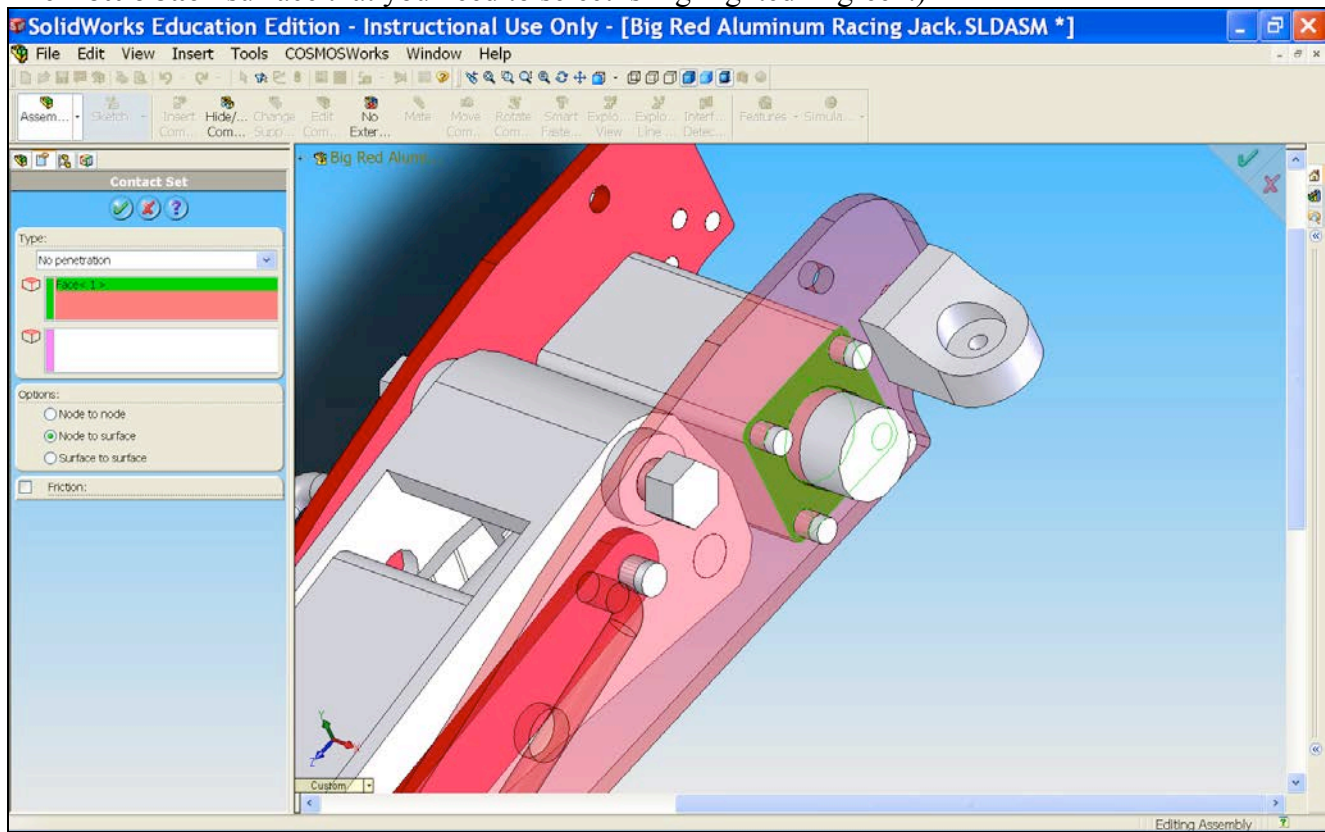 SolidWorks Education Edition - Instructional Use Only - [Big Red Aluminum Racing Jack.SLDASM *]
File Edit View Insert Tools COSMOSWorks Window Help
Assem... Sketch Insert Hide/... Change Edit No Mate Move Rotate Smart Explo... Explo... Interf... Features Simula...
Com... Com... Supp... Com... Exter... Com... Com... Faste... View Line ... Detec...
Big Red Alumi...
Contact Set
Type:
No penetration
Face< 1 >
Options:
Node to node
Node to surface
Surface to surface
Friction:
Y
X
Z
Custom
Editing Assembly